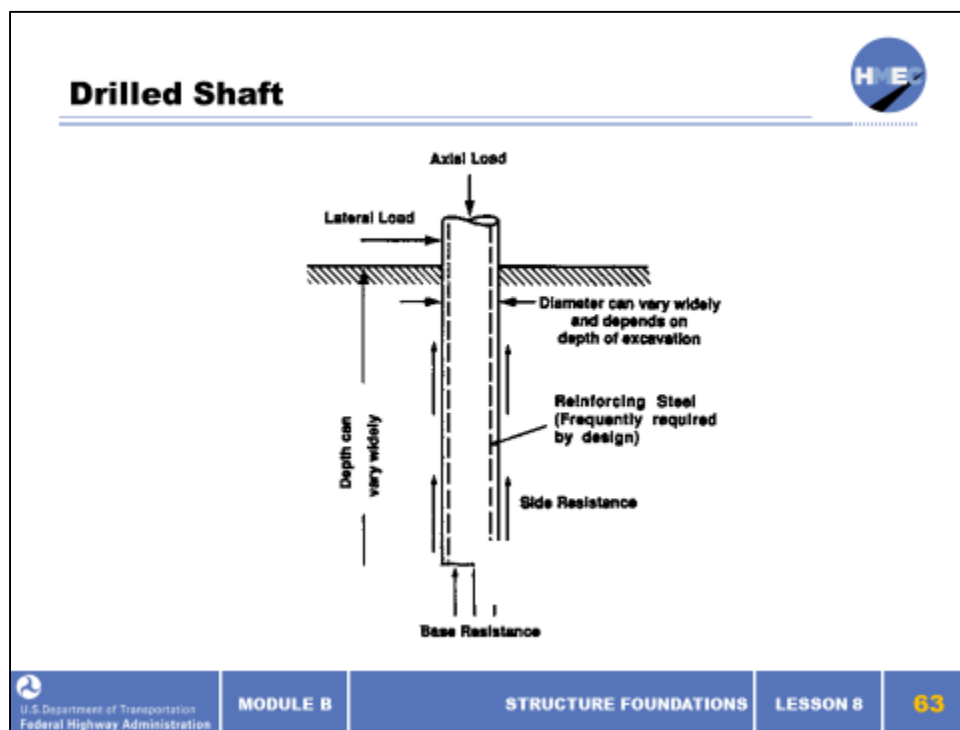 Drilled Shaft
HMEC
Axial Load
Lateral Load
Diameter can vary widely
and depends on
depth of excavation
Reinforcing Steel
(Frequently required
by design)
Depth can
vary widely
Side Resistance
Base Resistance
U.S.Department of Transportation
Federal Highway Administration
MODULE B
STRUCTURE FOUNDATIONS
LESSON 8
63